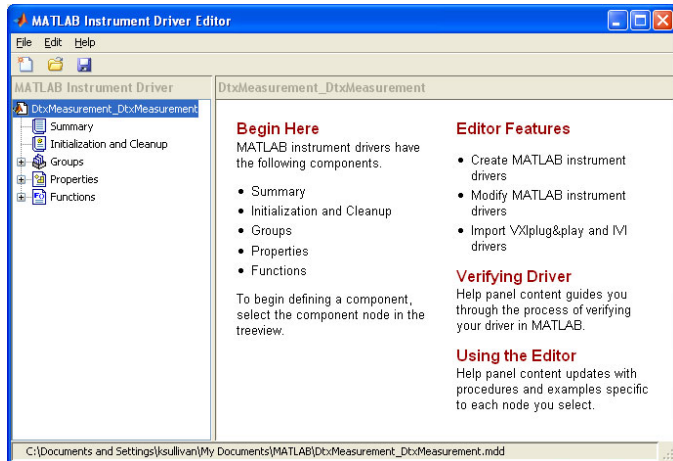 MATLAB Instrument Driver Editor
File Edit Help
MATLAB Instrument Driver
DtxMeasurement_DtxMeasurement
Summary
Initialization and Cleanup
Groups
Properties
Functions
DtxMeasurement_DtxMeasurement
Begin Here
MATLAB instrument drivers have
the following components.
• Summary
• Initialization and Cleanup
• Groups
• Properties
• Functions
To begin defining a component,
select the component node in the
treeview.
Editor Features
• Create MATLAB instrument
drivers
• Modify MATLAB instrument
drivers
• Import VXIplug&play and IVI
drivers
Verifying Driver
Help panel content guides you
through the process of verifying
your driver in MATLAB.
Using the Editor
Help panel content updates with
procedures and examples specific
to each node you select.
C:\Documents and Settings\ksullivan\My Documents\MATLAB\DtxMeasurement_DtxMeasurement.mdd